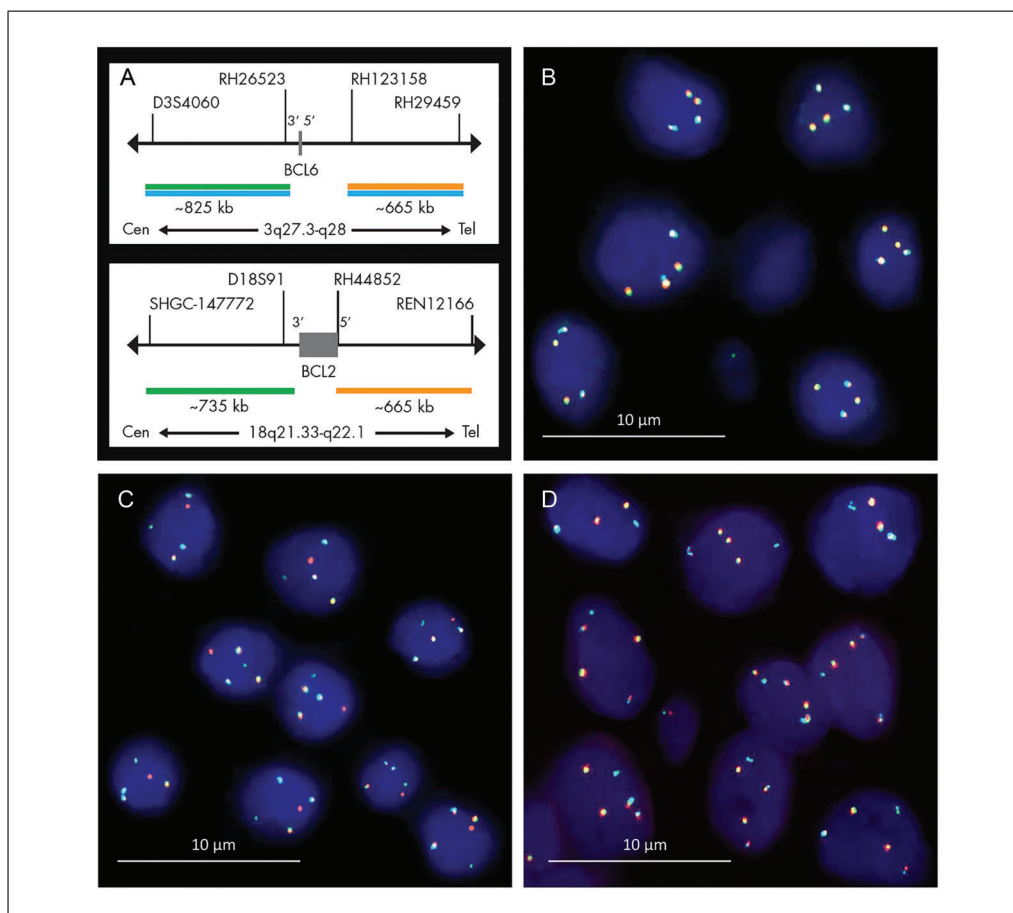 A
RH26523
RH123158
D3S4060
RH29459
3’ 5’
BCL6
~825 kb
~665 kb
Cen
3q27.3-q28
Tel
D18S91
RH44852
SHGC-147772
REN12166
3’
5’
BCL2
~735 kb
~665 kb
Cen
18q21.33-q22.1
Tel
B
10 µm
C
10 µm
D
10 µm